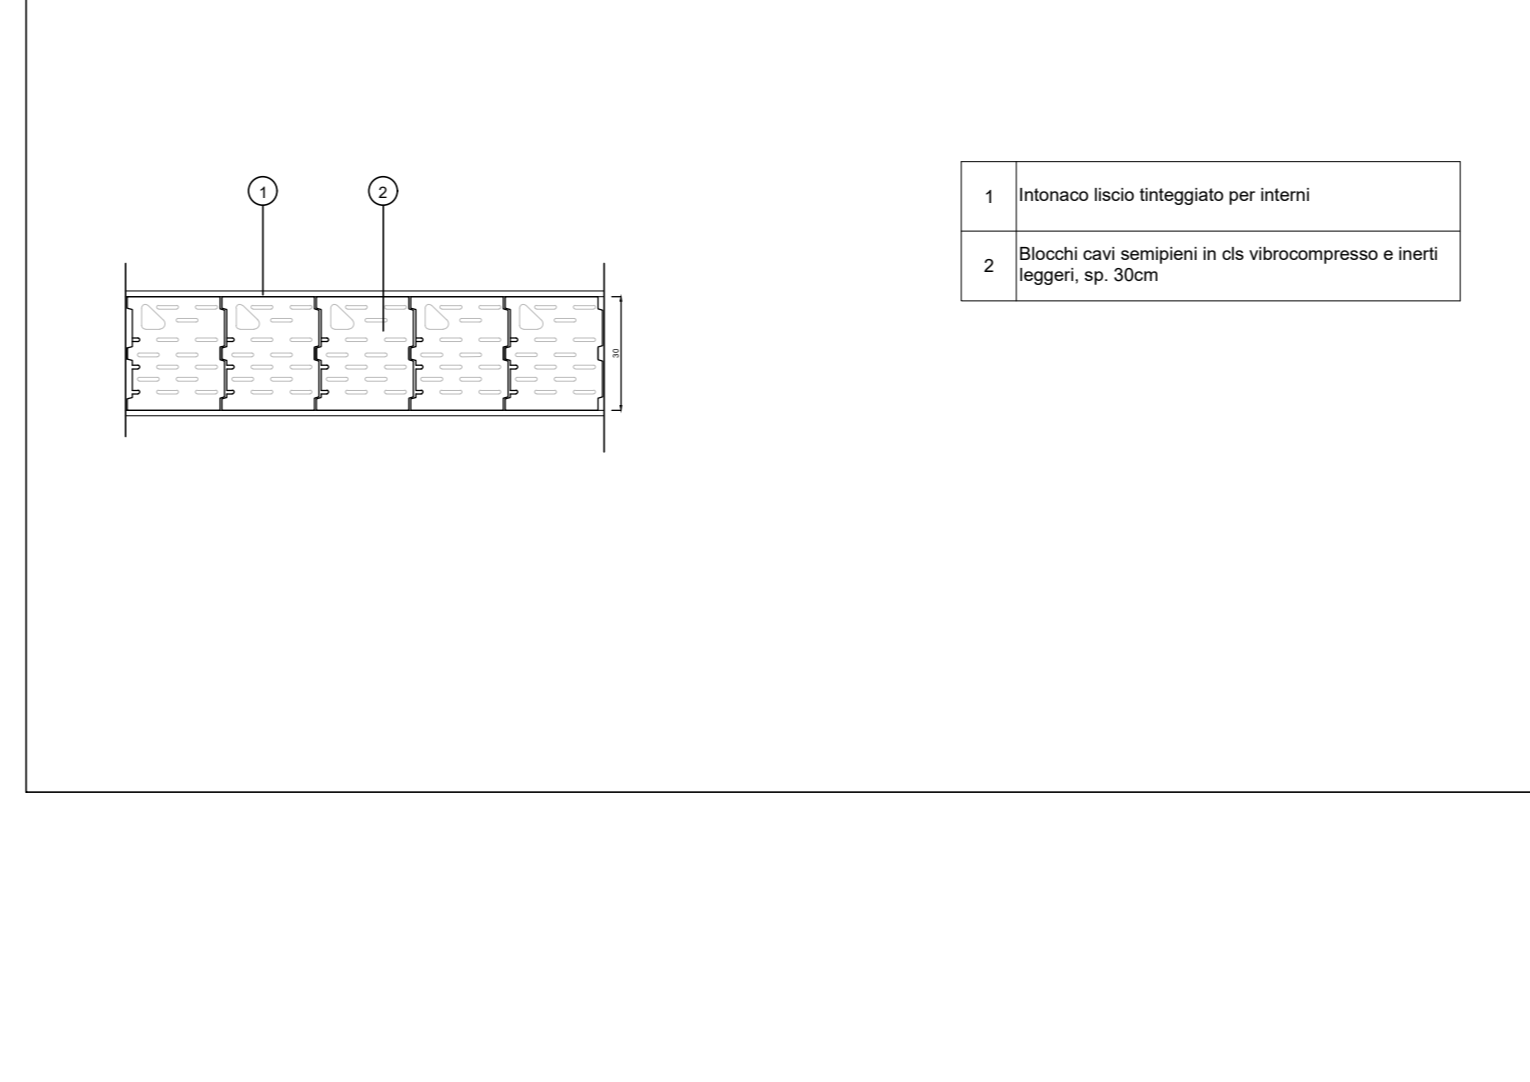 1
2
30
1
Intonaco liscio tinteggiato per interni
2
Blocchi cavi semipieni in cls vibrocompresso e inerti
leggeri, sp. 30cm